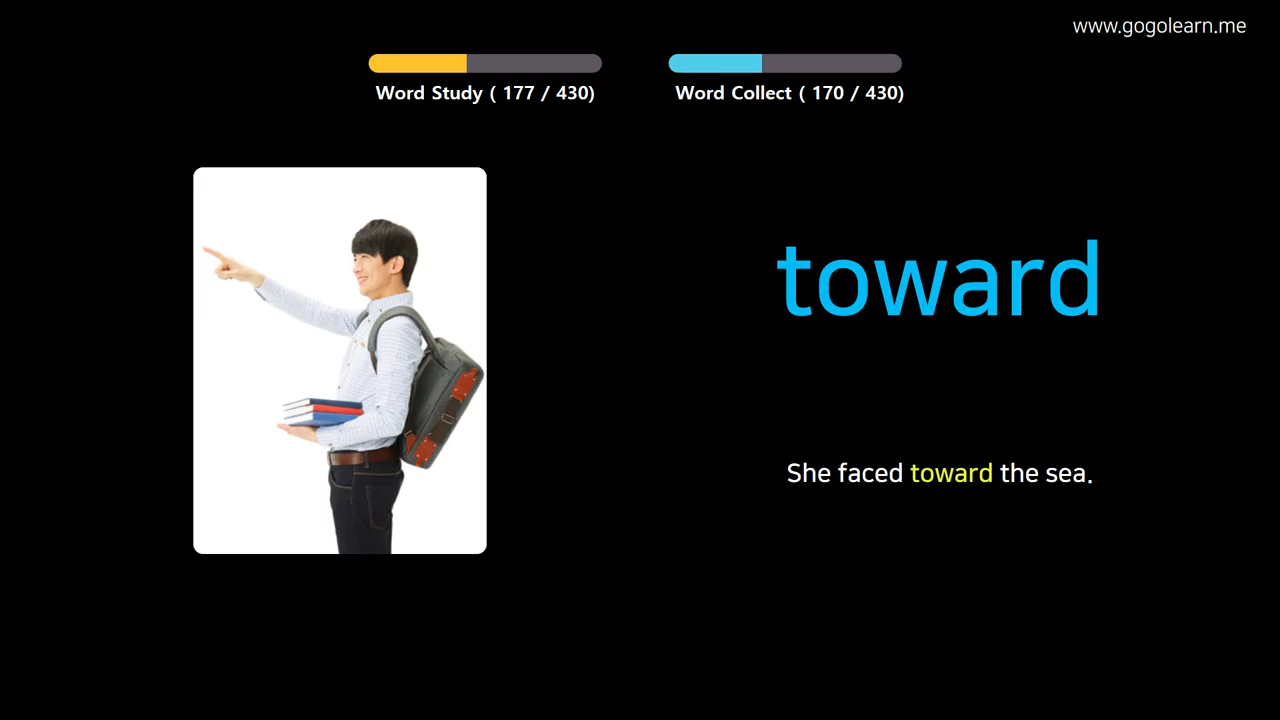 www.gogolearn.me
Word Study ( 177 / 430)
Word Collect ( 170 / 430)
toward
She faced toward the sea.